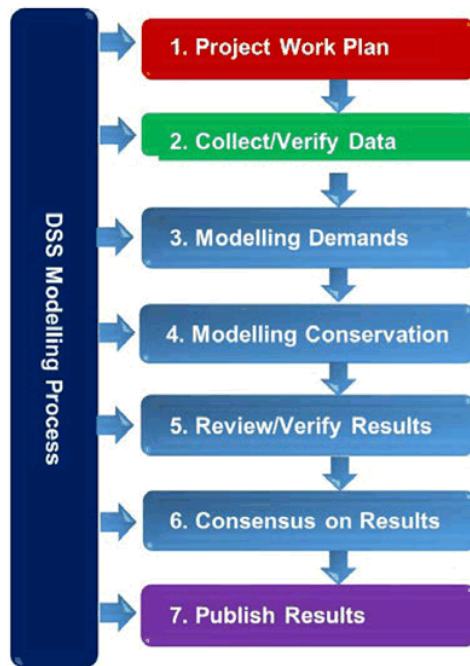 DSS Modelling Process
1. Project Work Plan
2. Collect/Verify Data
3. Modelling Demands
4. Modelling Conservation
5. Review/Verify Results
6. Consensus on Results
7. Publish Results